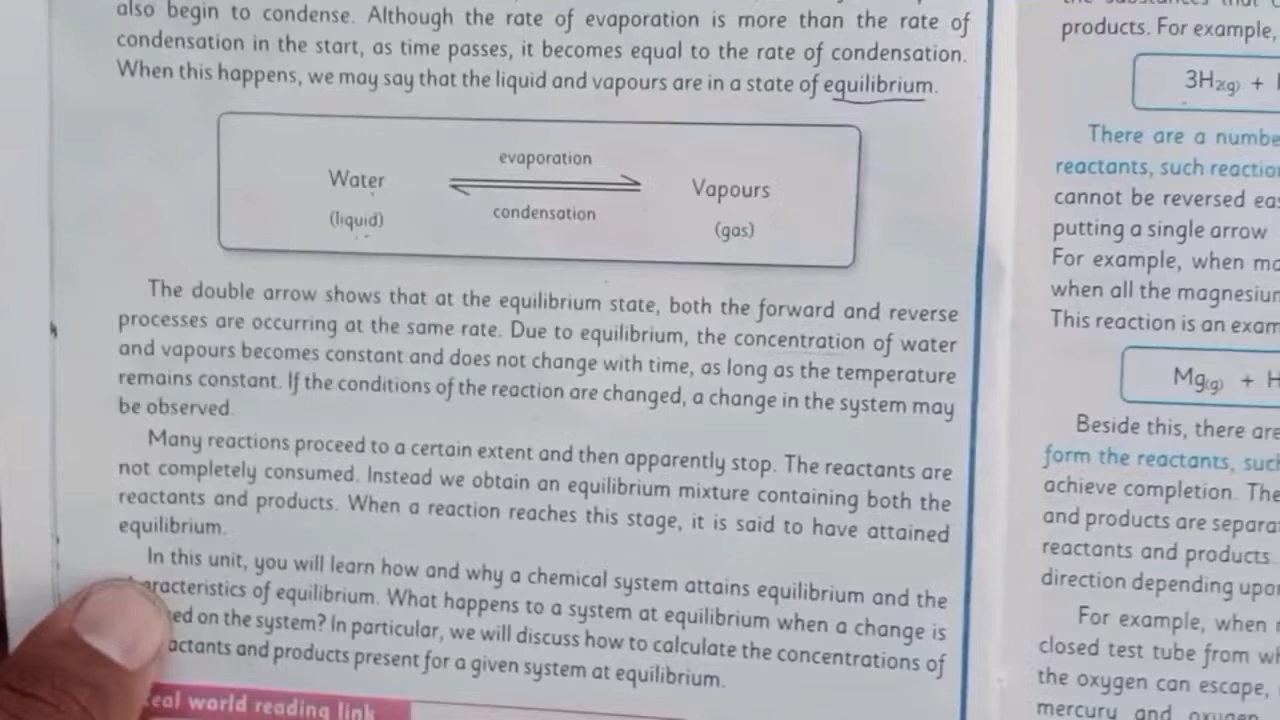 also begin to condense. Although the rate of evaporation is more than the rate of
condensation in the start, as time passes, it becomes equal to the rate of condensation.
When this happens, we may say that the liquid and vapours are in a state of equilibrium.
evaporation
Water
Vapours
condensation
(liquid)
(gas)
The double arrow shows that at the equilibrium state, both the forward and reverse
processes are occurring at the same rate. Due to equilibrium, the concentration of water
and vapours becomes constant and does not change with time, as long as the temperature
remains constant. If the conditions of the reaction are changed, a change in the system may
be observed.
Many reactions proceed to a certain extent and then apparently stop. The reactants are
not completely consumed. Instead we obtain an equilibrium mixture containing both the
reactants and products. When a reaction reaches this stage, it is said to have attained
equilibrium.
In this unit, you will learn how and why a chemical system attains equilibrium and the
of equilibrium. What happens to a system at equilibrium when a change is
on the system? In particular, we will discuss how to calculate the concentrations of
and products present for a given system at equilibrium.
world reading link
products. For example,
3H2(g) +
There are a
reactants, such
cannot be reversed
putting a single arrow
For example, when
when all the
This reaction is an
Mg(g) +
Beside this, there are
form the reactants,
achieve completion.
and products are
reactants and products
direction depending
For example, when
closed test tube from
the oxygen can escape,
mercury and